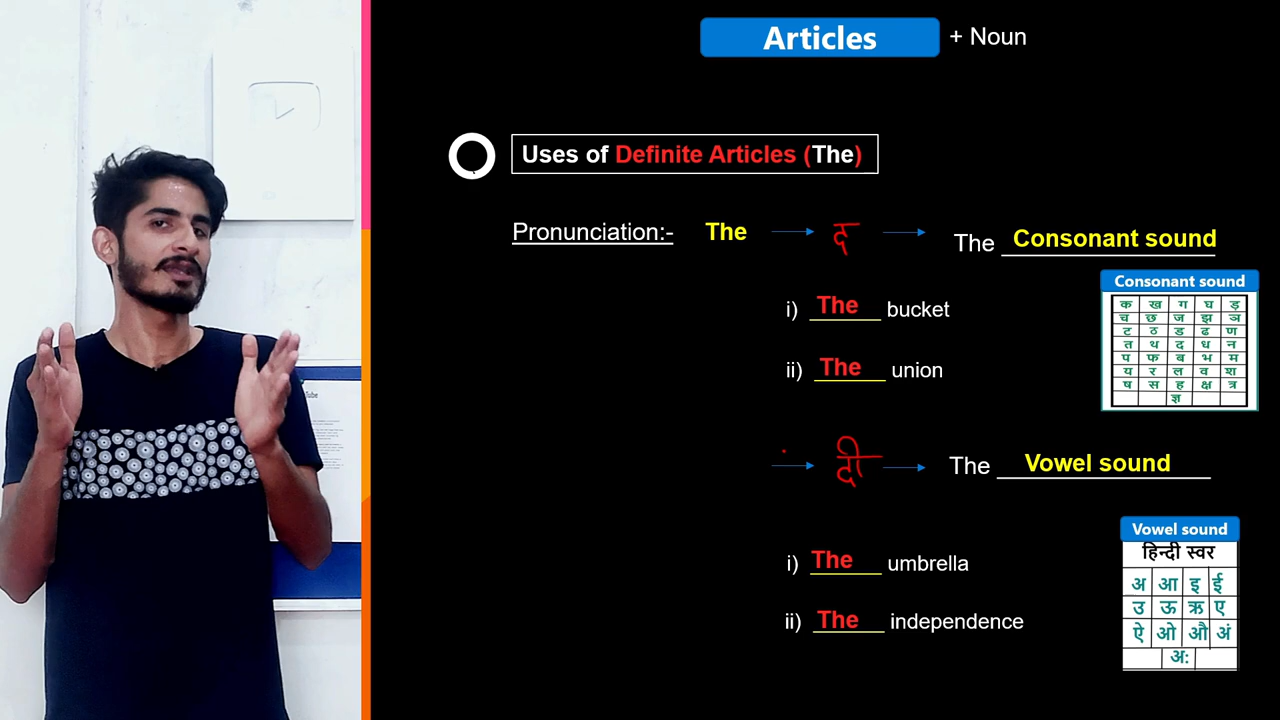 Articles + Noun
Uses of Definite Articles (The)
Pronunciation:- The द The Consonant sound
i) The bucket
ii) The union
Consonant sound
क ख ग घ ड़
च छ ज झ ञ
ट ठ ड ढ ण
त थ द ध न
प फ ब भ म
य र ल व श
ष स ह क्ष त्र
ज्ञ
दी The Vowel sound
i) The umbrella
ii) The independence
Vowel sound
हिन्दी स्वर
अ आ इ ई
उ ऊ ऋ ए
ऐ ओ औ अं
अः